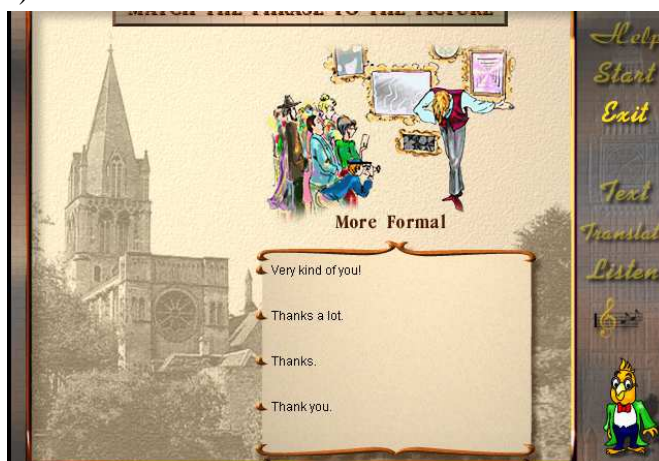 MATCH THE PHRASE TO THE PICTURE
Help
Start
Exit
More Formal
Text
Translat
Listen
Very kind of you!
Thanks a lot.
Thanks.
Thank you.